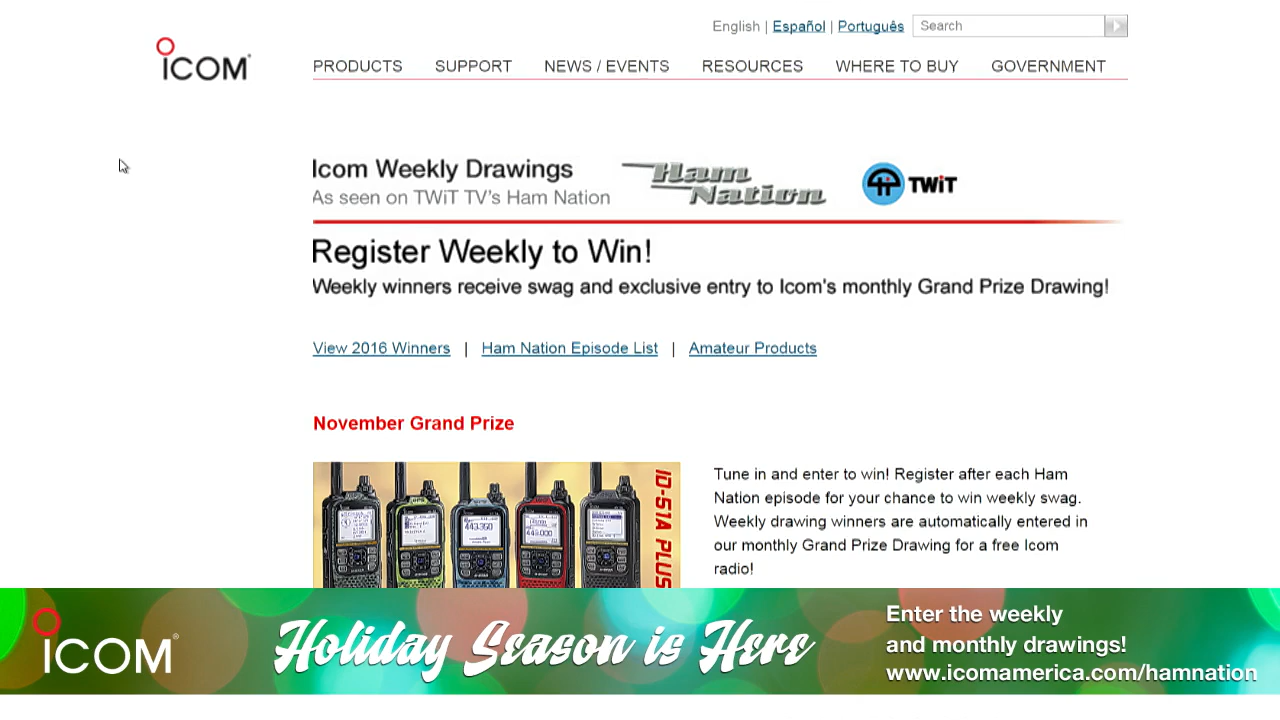 English | Español | Português
Search
ICOM
PRODUCTS SUPPORT NEWS / EVENTS RESOURCES WHERE TO BUY GOVERNMENT
Icom Weekly Drawings
As seen on TWiT TV's Ham Nation
Ham Nation
TWiT
Register Weekly to Win!
Weekly winners receive swag and exclusive entry to Icom's monthly Grand Prize Drawing!
View 2016 Winners | Ham Nation Episode List | Amateur Products
November Grand Prize
ID-51A PLUS
Tune in and enter to win! Register after each Ham
Nation episode for your chance to win weekly swag.
Weekly drawing winners are automatically entered in
our monthly Grand Prize Drawing for a free Icom
radio!
ICOM®
Holiday Season is Here
Enter the weekly
and monthly drawings!
www.icomamerica.com/hamnation